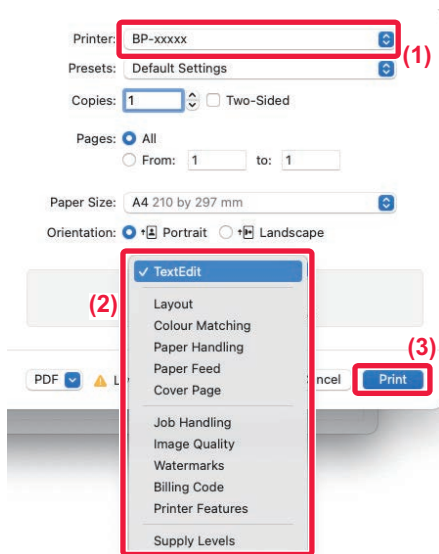 Printer: BP-xxxxx
(1)
Presets: Default Settings
Copies: 1 Two-Sided
Pages: All
From: 1 to: 1
Paper Size: A4 210 by 297 mm
Orientation: Portrait Landscape
(2)
✓ TextEdit
Layout
Colour Matching
Paper Handling
Paper Feed
Cover Page
Job Handling
Image Quality
Watermarks
Billing Code
Printer Features
Supply Levels
(3)
PDF L ncel Print